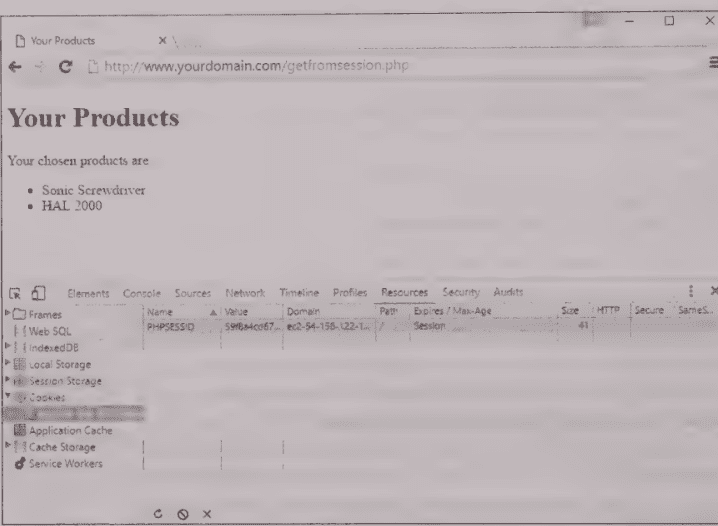 Your Products
http://www.yourdomain.com/getfromsession.php
Your Products
Your chosen products are
Sonic Screwdriver
HAL 2000
Elements Console Sources Network Timeline Profiles Resources Security Audits
Frames
Name Value Domain Path Expires / Max-Age Size HTTP Secure SameS...
Web SQL
PHPSESSID / Session 41
IndexedDB
Local Storage
Session Storage
Cookies
Application Cache
Cache Storage
Service Workers